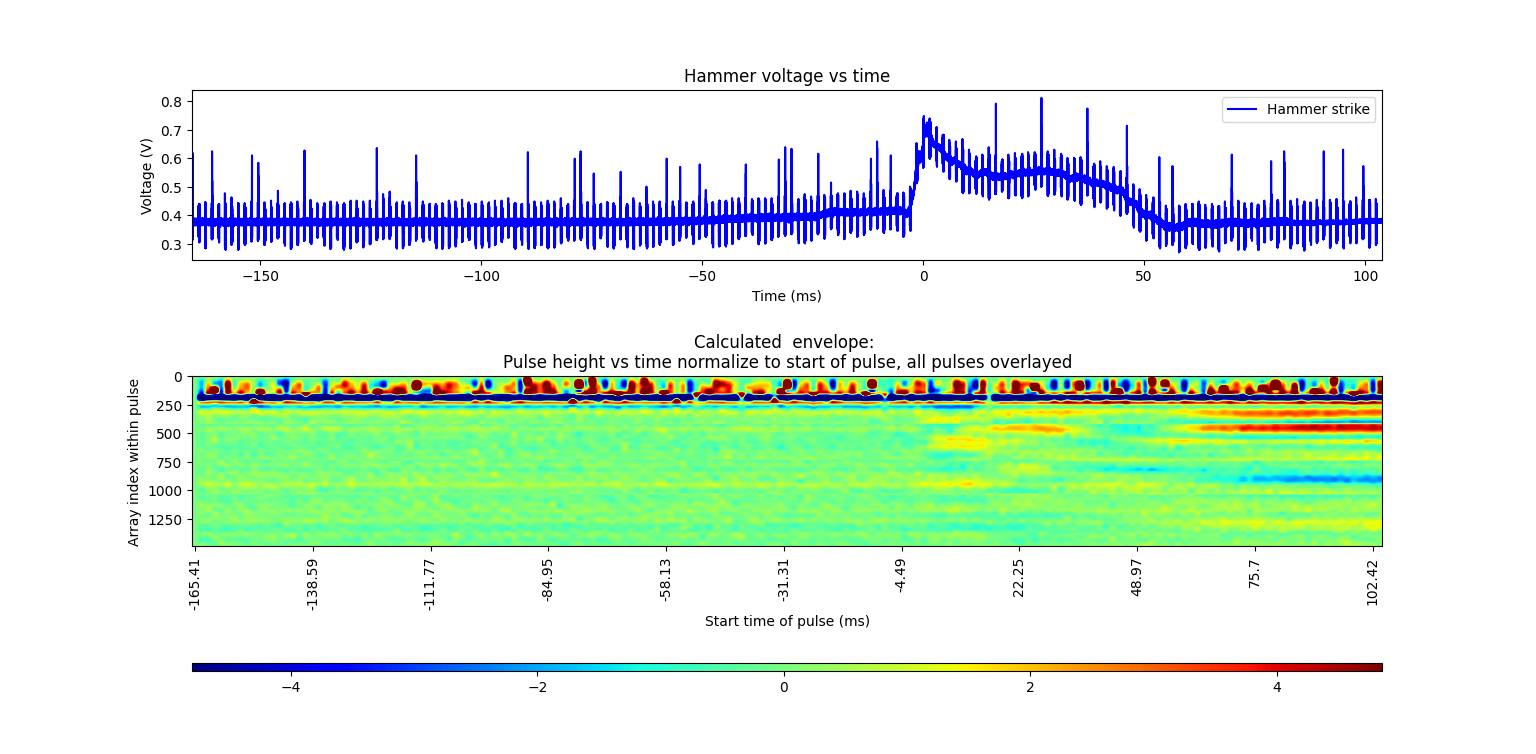 Hammer voltage vs time
Hammer strike
Voltage (V)
0.8
0.7
0.6
0.5
0.4
0.3
−150 −100 −50 0 50 100
Time (ms)
Calculated envelope:
Pulse height vs time normalize to start of pulse, all pulses overlayed
Array index within pulse
0
250
500
750
1000
1250
-165.41 -138.59 -111.77 -84.95 -58.13 -31.31 -4.49 22.25 48.97 75.7 102.42
Start time of pulse (ms)
−4 −2 0 2 4